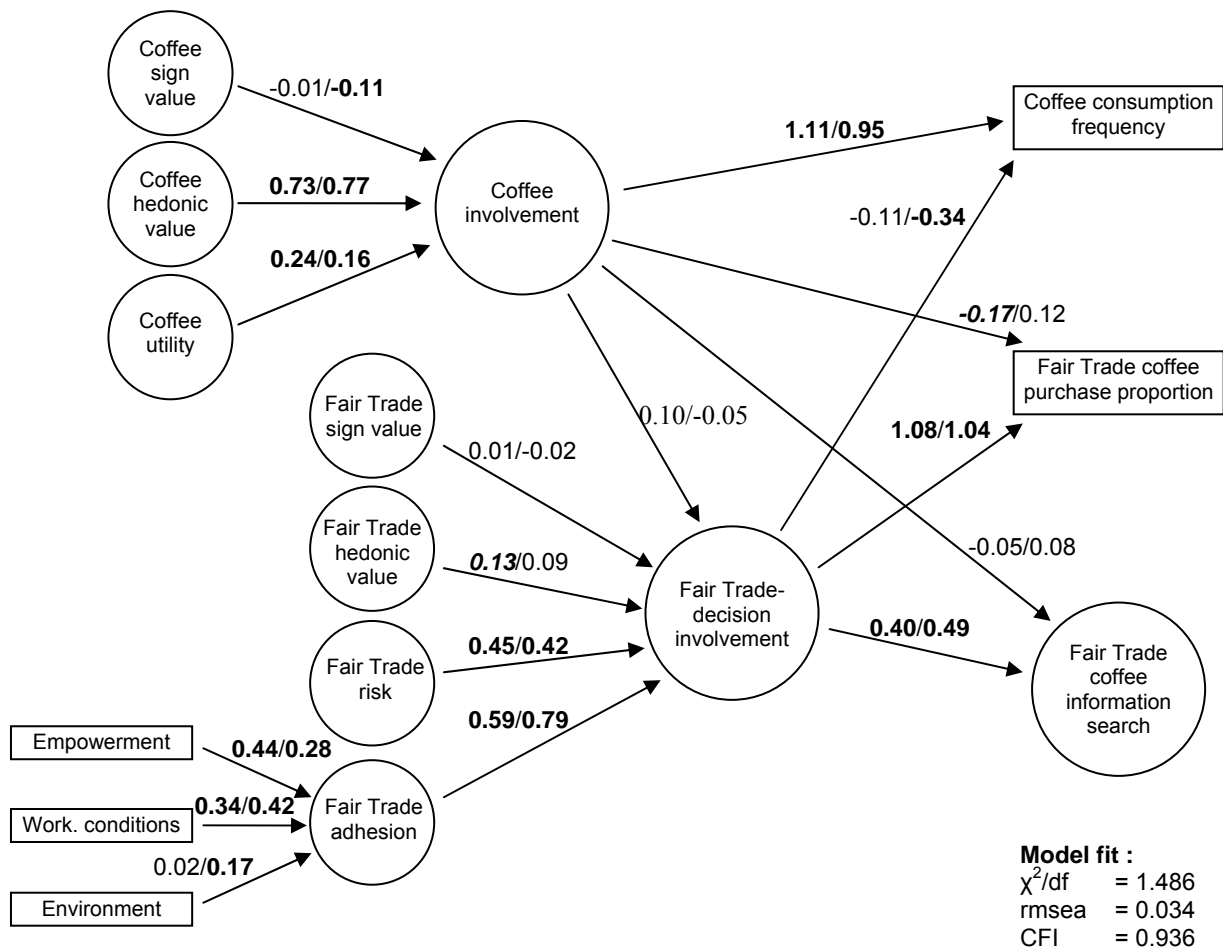 Coffee
sign
value
-0.01/-0.11
Coffee consumption
frequency
1.11/0.95
Coffee
hedonic
value
0.73/0.77
Coffee
involvement
-0.11/-0.34
0.24/0.16
Coffee
utility
-0.17/0.12
Fair Trade coffee
purchase proportion
Fair Trade
sign value
0.10/-0.05
1.08/1.04
0.01/-0.02
Fair Trade
hedonic
value
0.13/0.09
-0.05/0.08
Fair Trade-
decision
involvement
0.40/0.49
Fair Trade
risk
0.45/0.42
Fair Trade
coffee
information
search
0.59/0.79
Empowerment
0.44/0.28
Work. conditions
0.34/0.42
Fair Trade
adhesion
0.02/0.17
Environment
Model fit :
χ²/df = 1.486
rmsea = 0.034
CFI = 0.936